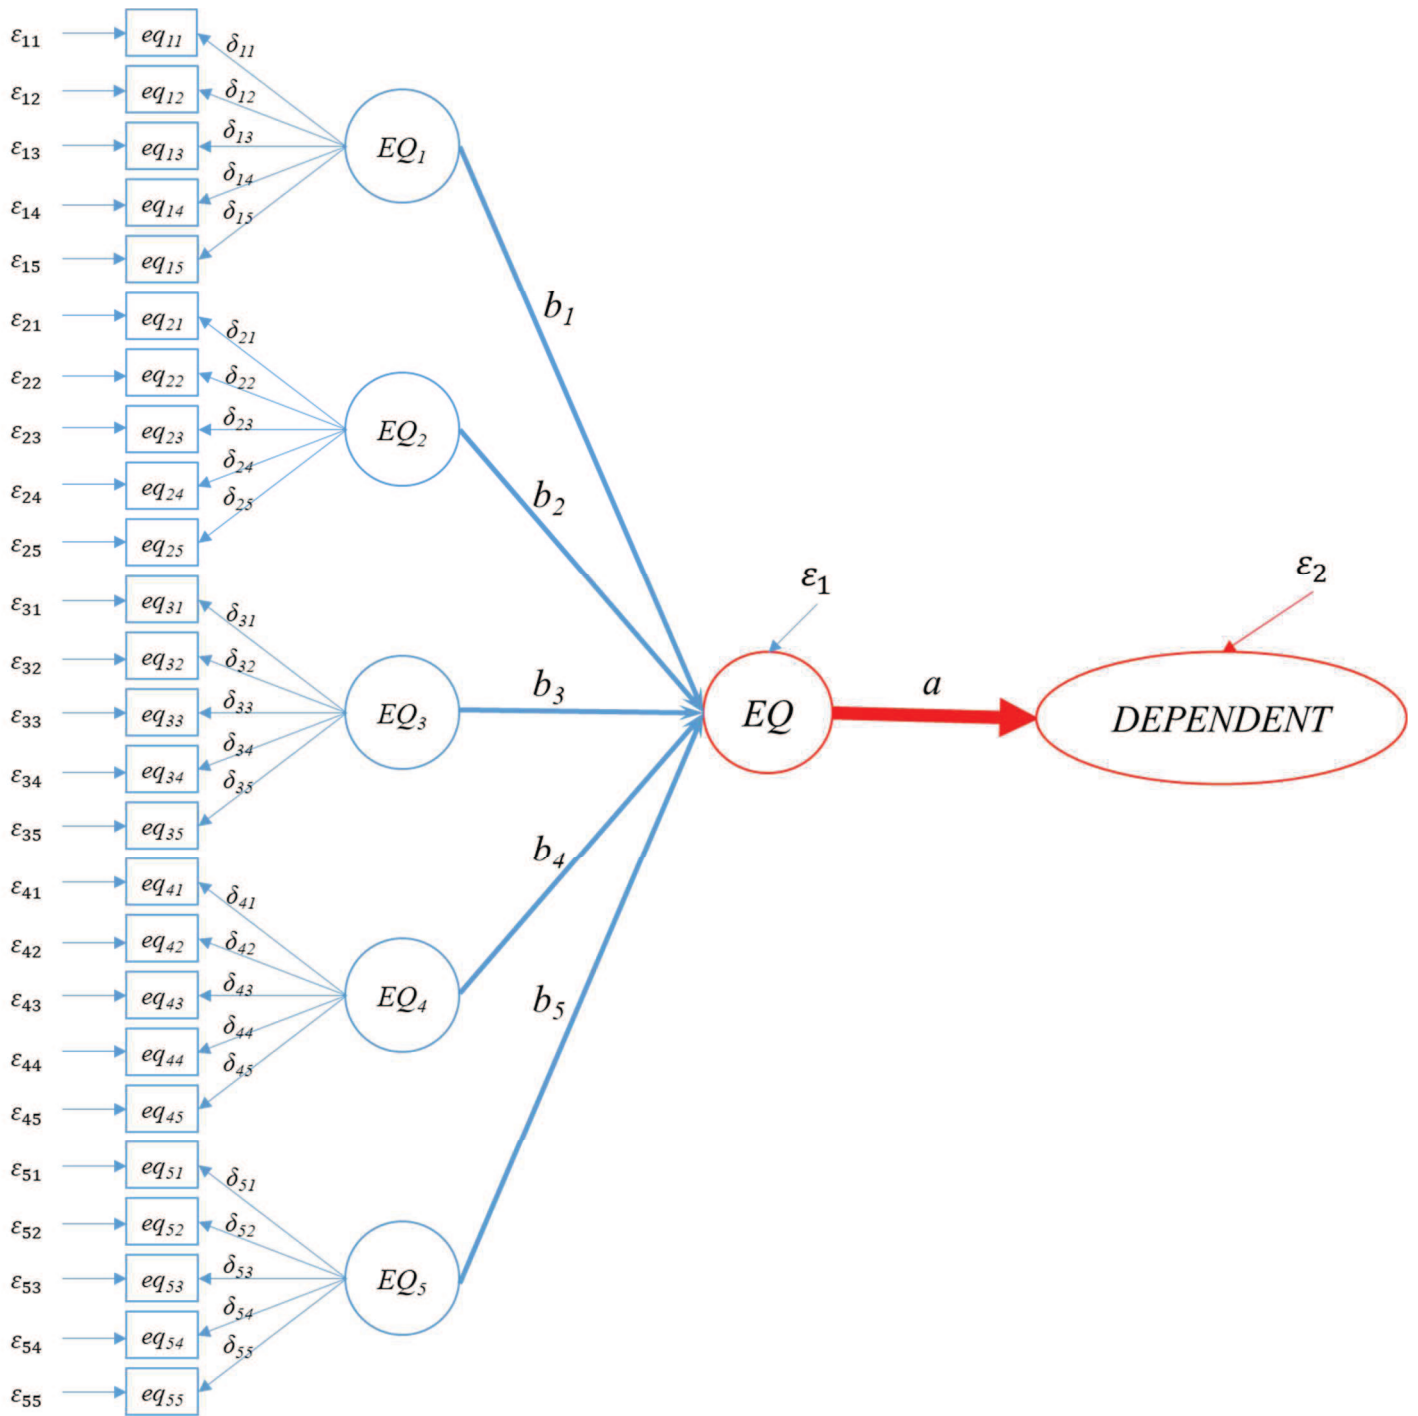 ε₁₁ eq₁₁ δ₁₁
ε₁₂ eq₁₂ δ₁₂
ε₁₃ eq₁₃ δ₁₃ EQ₁
ε₁₄ eq₁₄ δ₁₄
ε₁₅ eq₁₅ δ₁₅
b₁
ε₂₁ eq₂₁ δ₂₁
ε₂₂ eq₂₂ δ₂₂
ε₂₃ eq₂₃ δ₂₃ EQ₂
ε₂₄ eq₂₄ δ₂₄ b₂
ε₂₅ eq₂₅ δ₂₅
ε₁ ε₂
ε₃₁ eq₃₁ δ₃₁
ε₃₂ eq₃₂ δ₃₂
ε₃₃ eq₃₃ δ₃₃ EQ₃ b₃ EQ a DEPENDENT
ε₃₄ eq₃₄ δ₃₄
ε₃₅ eq₃₅ δ₃₅
b₄
ε₄₁ eq₄₁ δ₄₁
ε₄₂ eq₄₂ δ₄₂
ε₄₃ eq₄₃ δ₄₃ EQ₄ b₅
ε₄₄ eq₄₄ δ₄₄
ε₄₅ eq₄₅ δ₄₅
ε₅₁ eq₅₁ δ₅₁
ε₅₂ eq₅₂ δ₅₂
ε₅₃ eq₅₃ δ₅₃ EQ₅
ε₅₄ eq₅₄ δ₅₄
ε₅₅ eq₅₅ δ₅₅